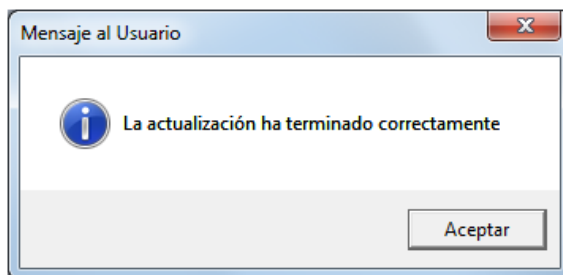 Mensaje al Usuario
La actualización ha terminado correctamente
Aceptar